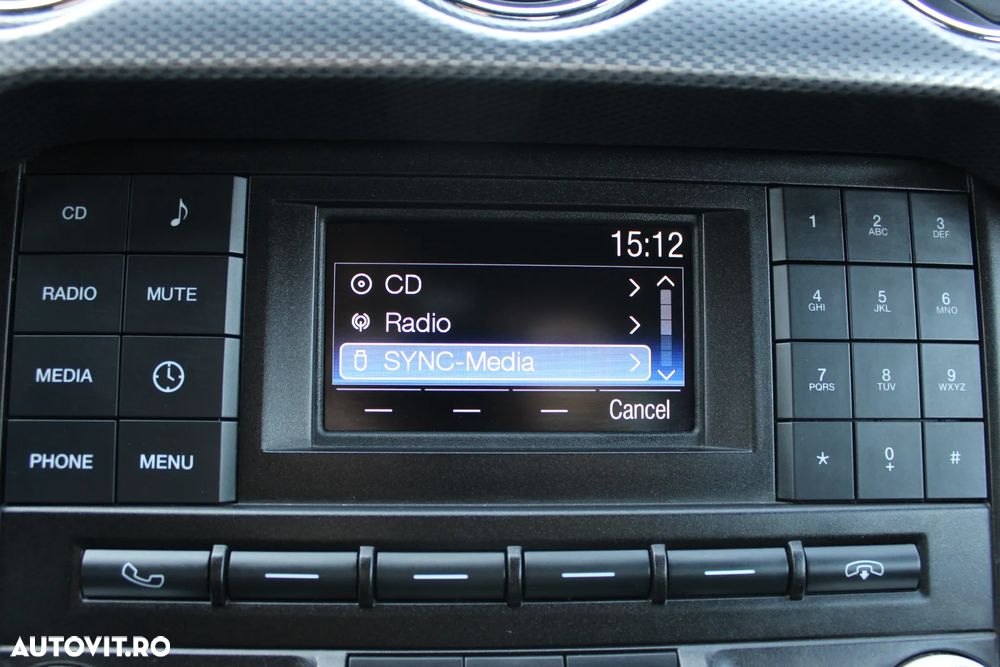 CD
RADIO
MUTE
MEDIA
PHONE
MENU
15:12
CD
Radio
SYNC-Media
Cancel
1
2
ABC
3
DEF
4
GHI
5
JKL
6
MNO
7
PQRS
8
TUV
9
WXYZ
*
0
+
#
AUTOVIT.RO